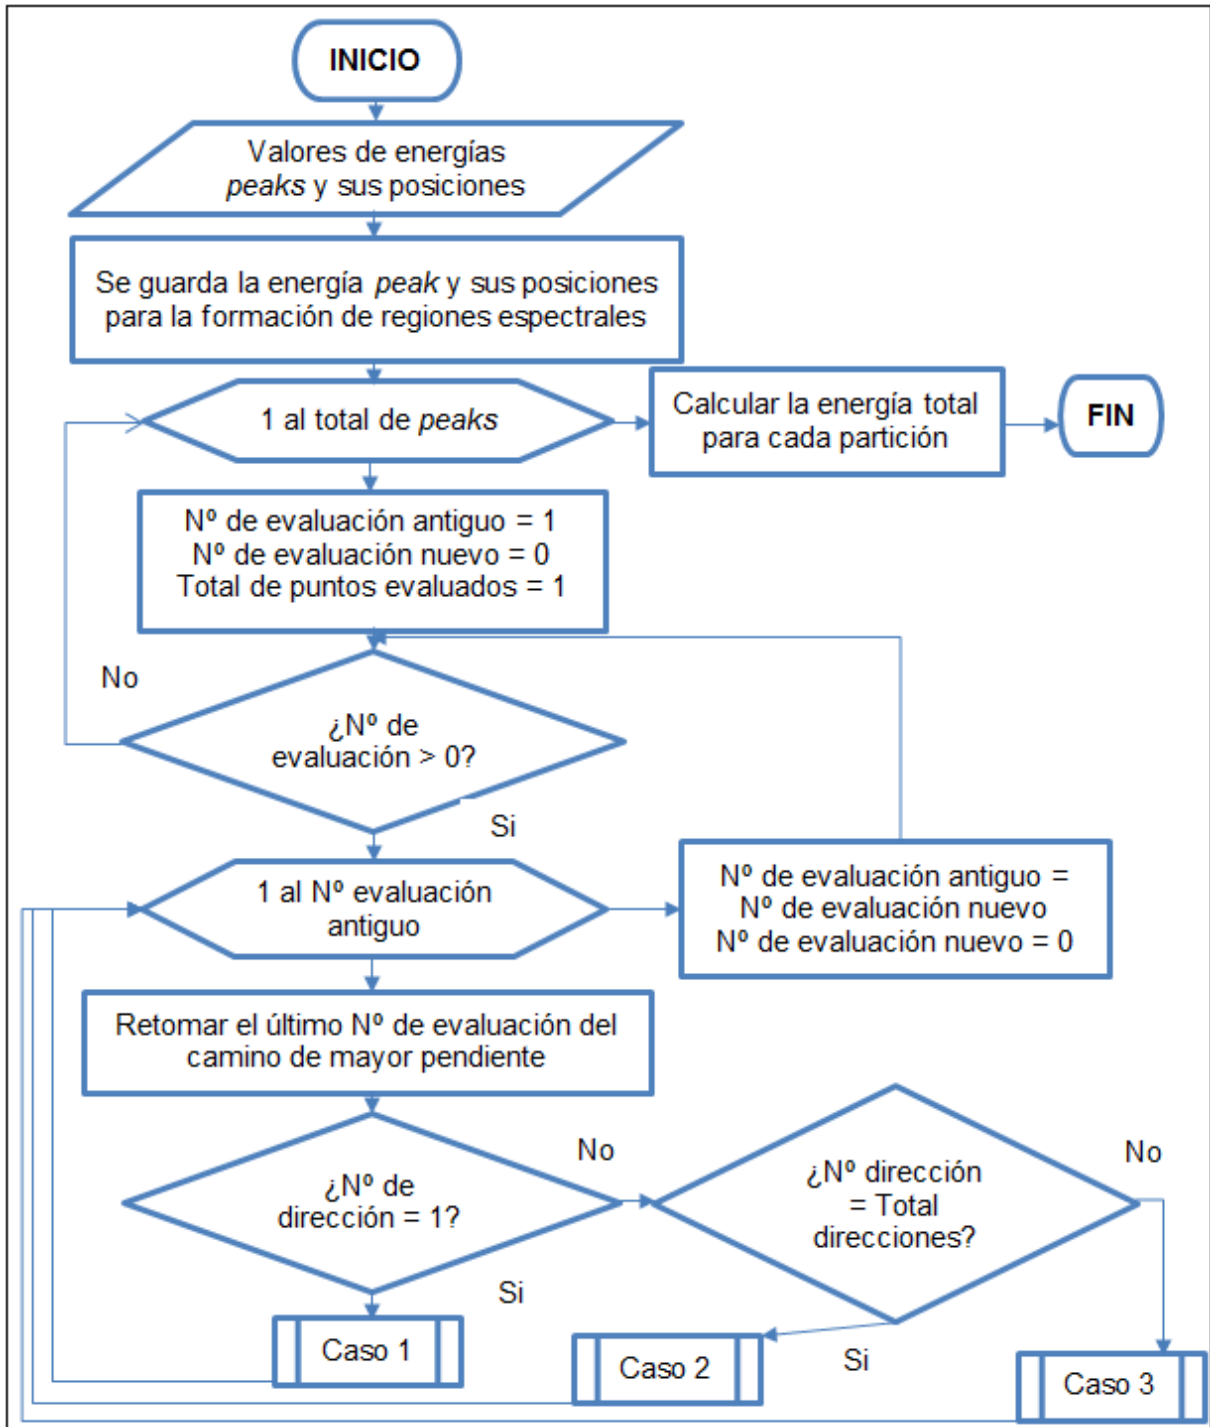 INICIO
Valores de energías
peaks y sus posiciones
Se guarda la energía peak y sus posiciones
para la formación de regiones espectrales
1 al total de peaks
Calcular la energía total
para cada partición
FIN
Nº de evaluación antiguo = 1
Nº de evaluación nuevo = 0
Total de puntos evaluados = 1
No
¿Nº de
evaluación > 0?
Si
1 al Nº evaluación
antiguo
Nº de evaluación antiguo =
Nº de evaluación nuevo
Nº de evaluación nuevo = 0
Retomar el último Nº de evaluación del
camino de mayor pendiente
¿Nº de
dirección = 1?
No
¿Nº dirección
= Total
direcciones?
No
Si
Caso 1
Caso 2
Si
Caso 3